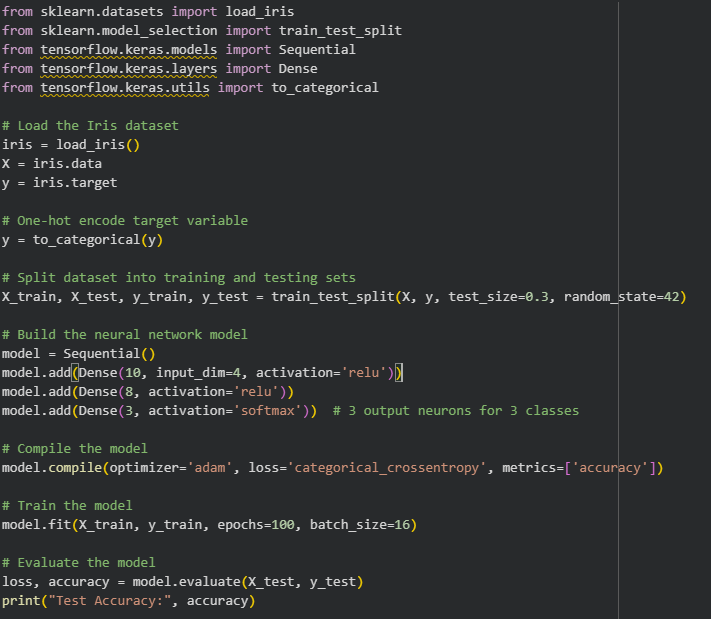 from sklearn.datasets import load_iris
from sklearn.model_selection import train_test_split
from tensorflow.keras.models import Sequential
from tensorflow.keras.layers import Dense
from tensorflow.keras.utils import to_categorical

# Load the Iris dataset
iris = load_iris()
X = iris.data
y = iris.target

# One-hot encode target variable
y = to_categorical(y)

# Split dataset into training and testing sets
X_train, X_test, y_train, y_test = train_test_split(X, y, test_size=0.3, random_state=42)

# Build the neural network model
model = Sequential()
model.add(Dense(10, input_dim=4, activation='relu'))
model.add(Dense(8, activation='relu'))
model.add(Dense(3, activation='softmax'))  # 3 output neurons for 3 classes

# Compile the model
model.compile(optimizer='adam', loss='categorical_crossentropy', metrics=['accuracy'])

# Train the model
model.fit(X_train, y_train, epochs=100, batch_size=16)

# Evaluate the model
loss, accuracy = model.evaluate(X_test, y_test)
print("Test Accuracy:", accuracy)